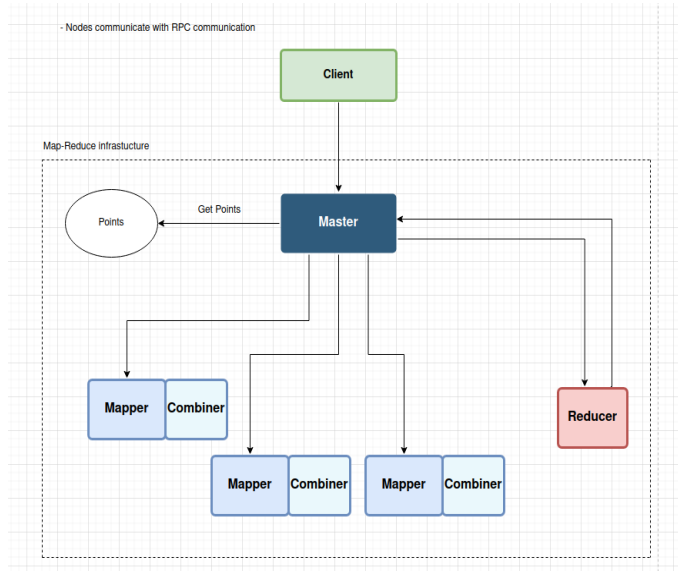 - Nodes communicate with RPC communication
Client
Map-Reduce infrastucture
Points
Get Points
Master
Mapper
Combiner
Reducer
Mapper
Combiner
Mapper
Combiner